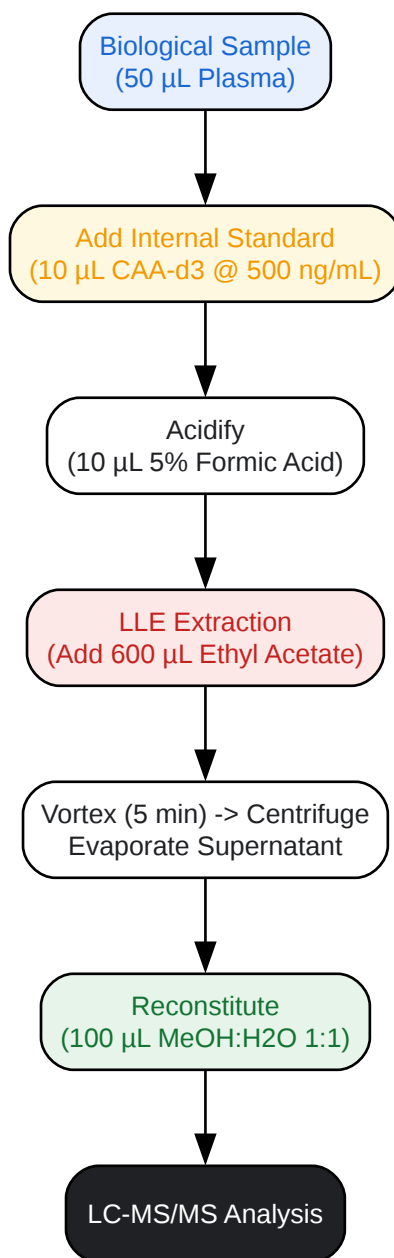 Biological Sample
(50 µL Plasma)
Add Internal Standard
(10 µL CAA-d3 @ 500 ng/mL)
Acidify
(10 µL 5% Formic Acid)
LLE Extraction
(Add 600 µL Ethyl Acetate)
Vortex (5 min) -> Centrifuge
Evaporate Supernatant
Reconstitute
(100 µL MeOH:H2O 1:1)
LC-MS/MS Analysis